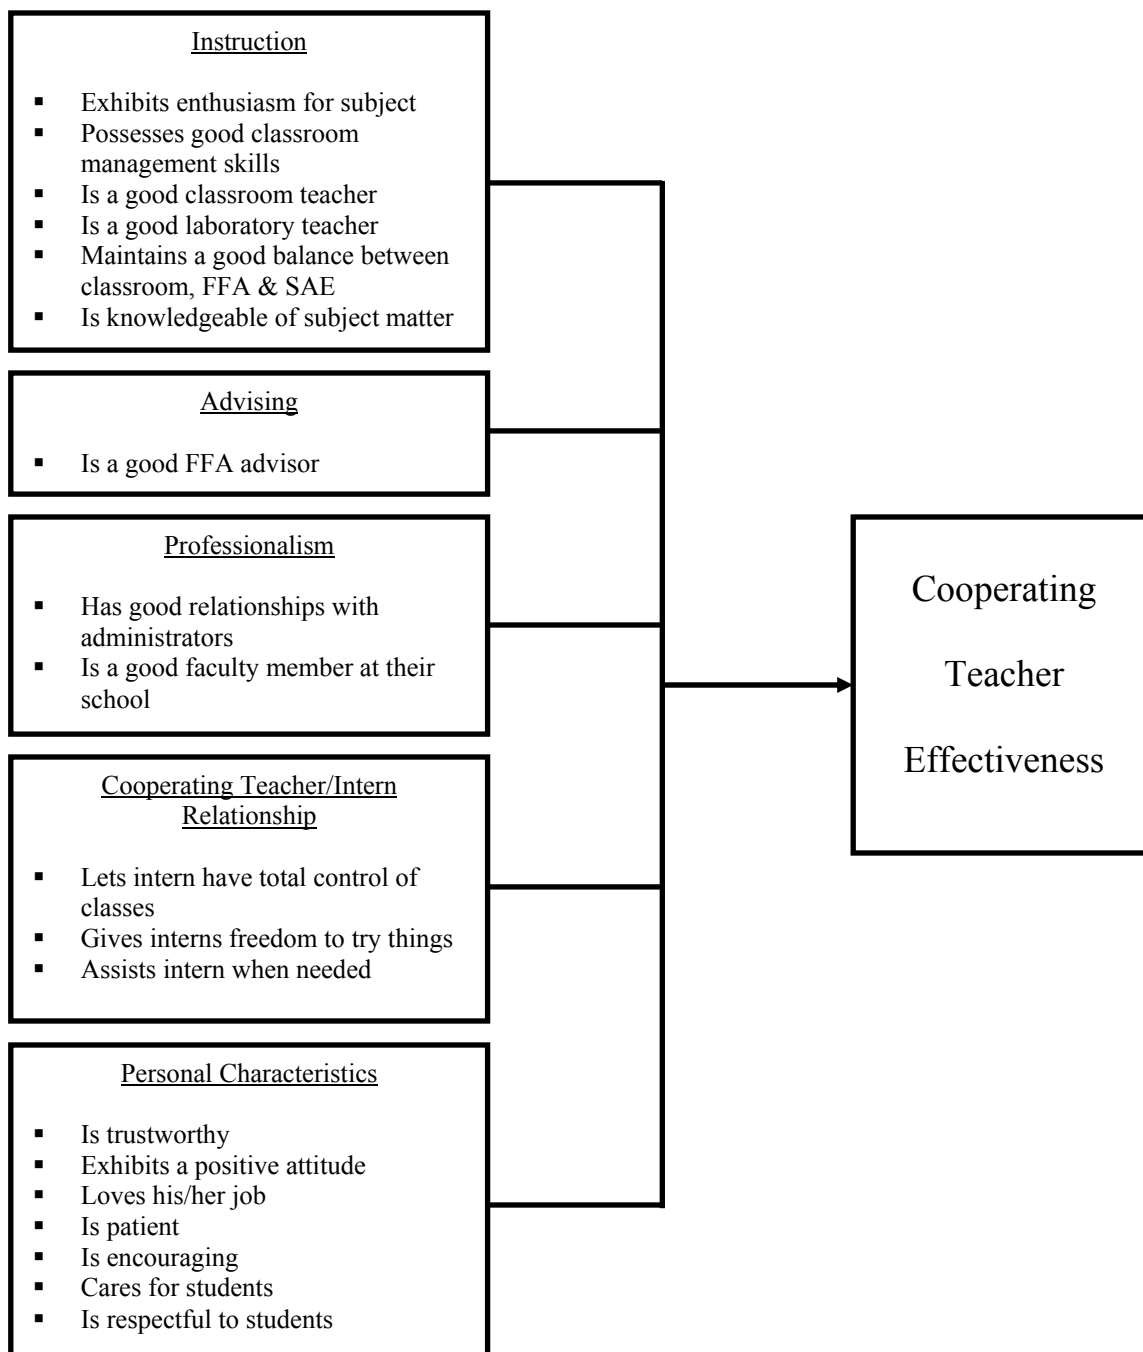 Instruction
▪ Exhibits enthusiasm for subject
▪ Possesses good classroom
management skills
▪ Is a good classroom teacher
▪ Is a good laboratory teacher
▪ Maintains a good balance between
classroom, FFA & SAE
▪ Is knowledgeable of subject matter
Advising
▪ Is a good FFA advisor
Professionalism
▪ Has good relationships with
administrators
▪ Is a good faculty member at their
school
Cooperating Teacher/Intern
Relationship
▪ Lets intern have total control of
classes
▪ Gives interns freedom to try things
▪ Assists intern when needed
Personal Characteristics
▪ Is trustworthy
▪ Exhibits a positive attitude
▪ Loves his/her job
▪ Is patient
▪ Is encouraging
▪ Cares for students
▪ Is respectful to students
Cooperating
Teacher
Effectiveness